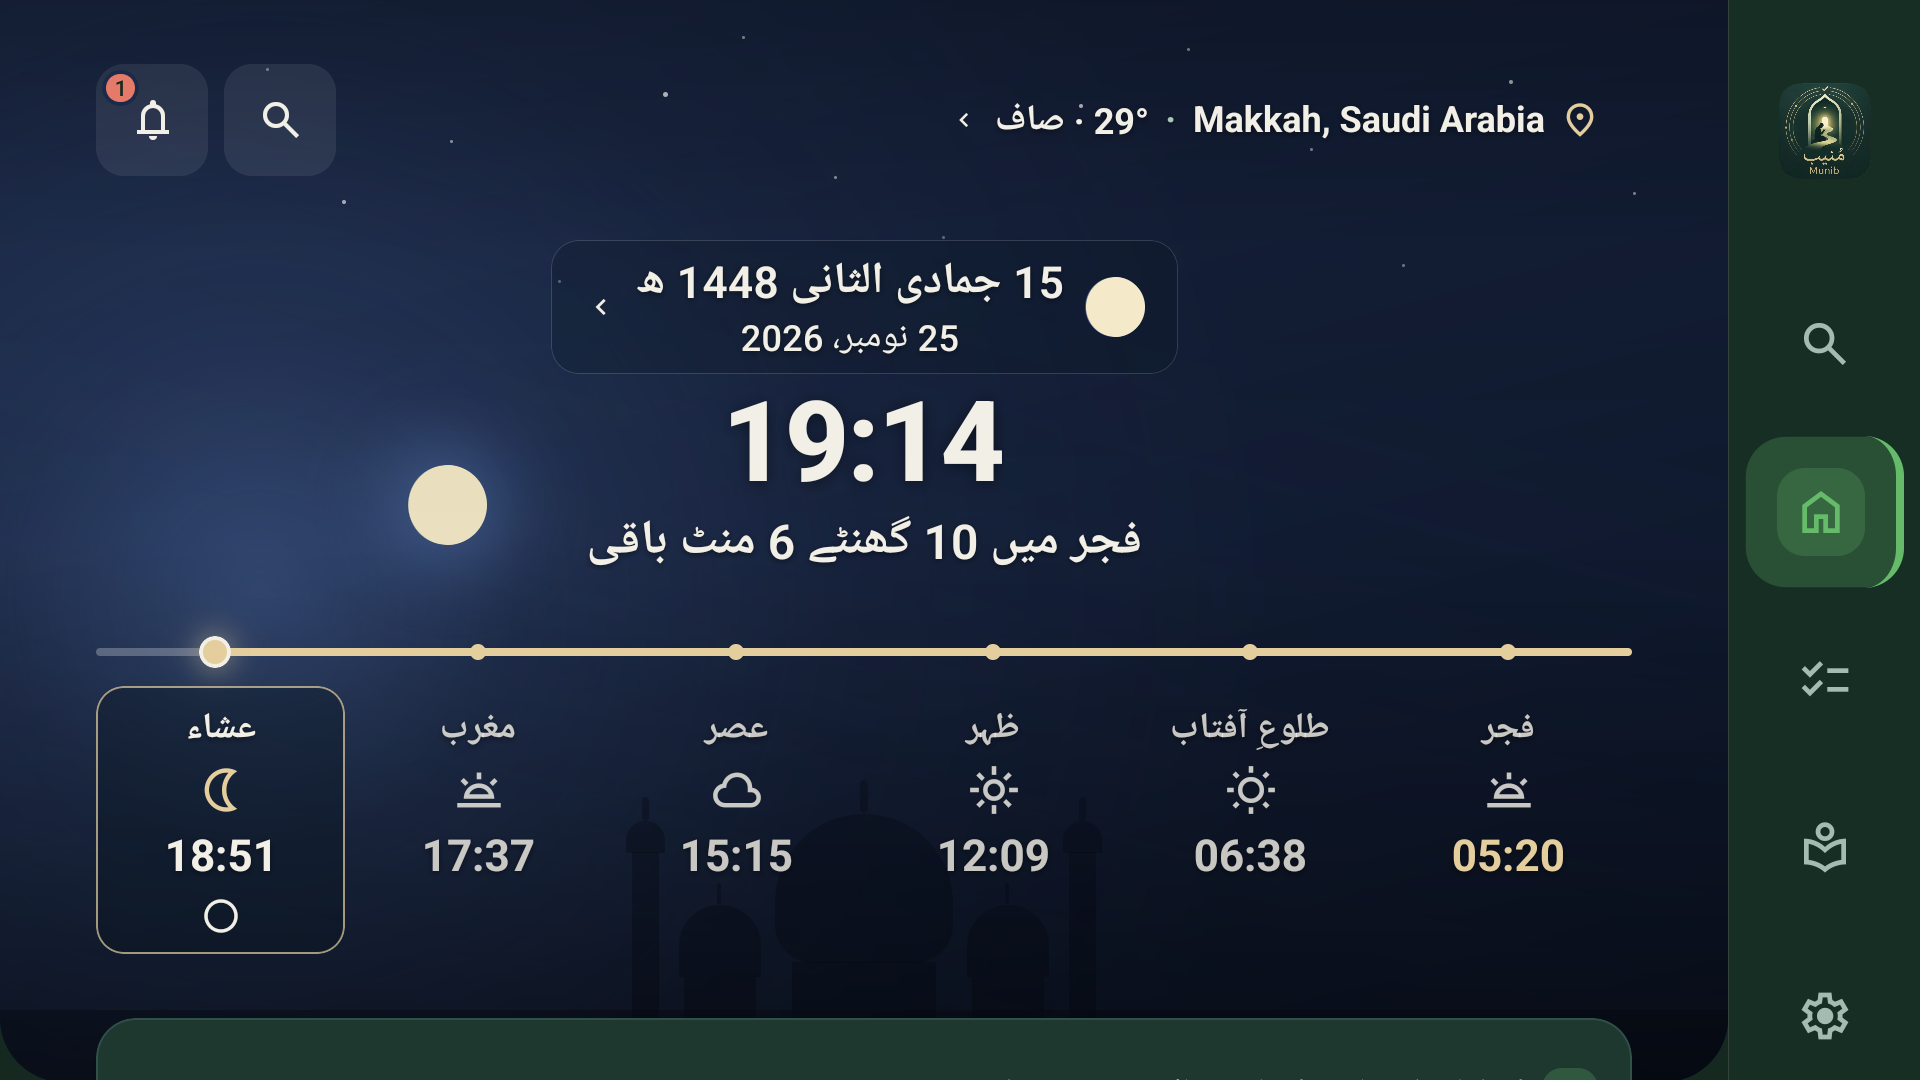 Makkah, Saudi Arabia · 29° : صاف
1
مُنيب
Munib
15 جمادی الثانی 1448 ھ
25 نومبر، 2026
19:14
فجر میں 10 گھنٹے 6 منٹ باقی
فجر طلوعِ آفتاب ظہر عصر مغرب عشاء
05:20 06:38 12:09 15:15 17:37 18:51